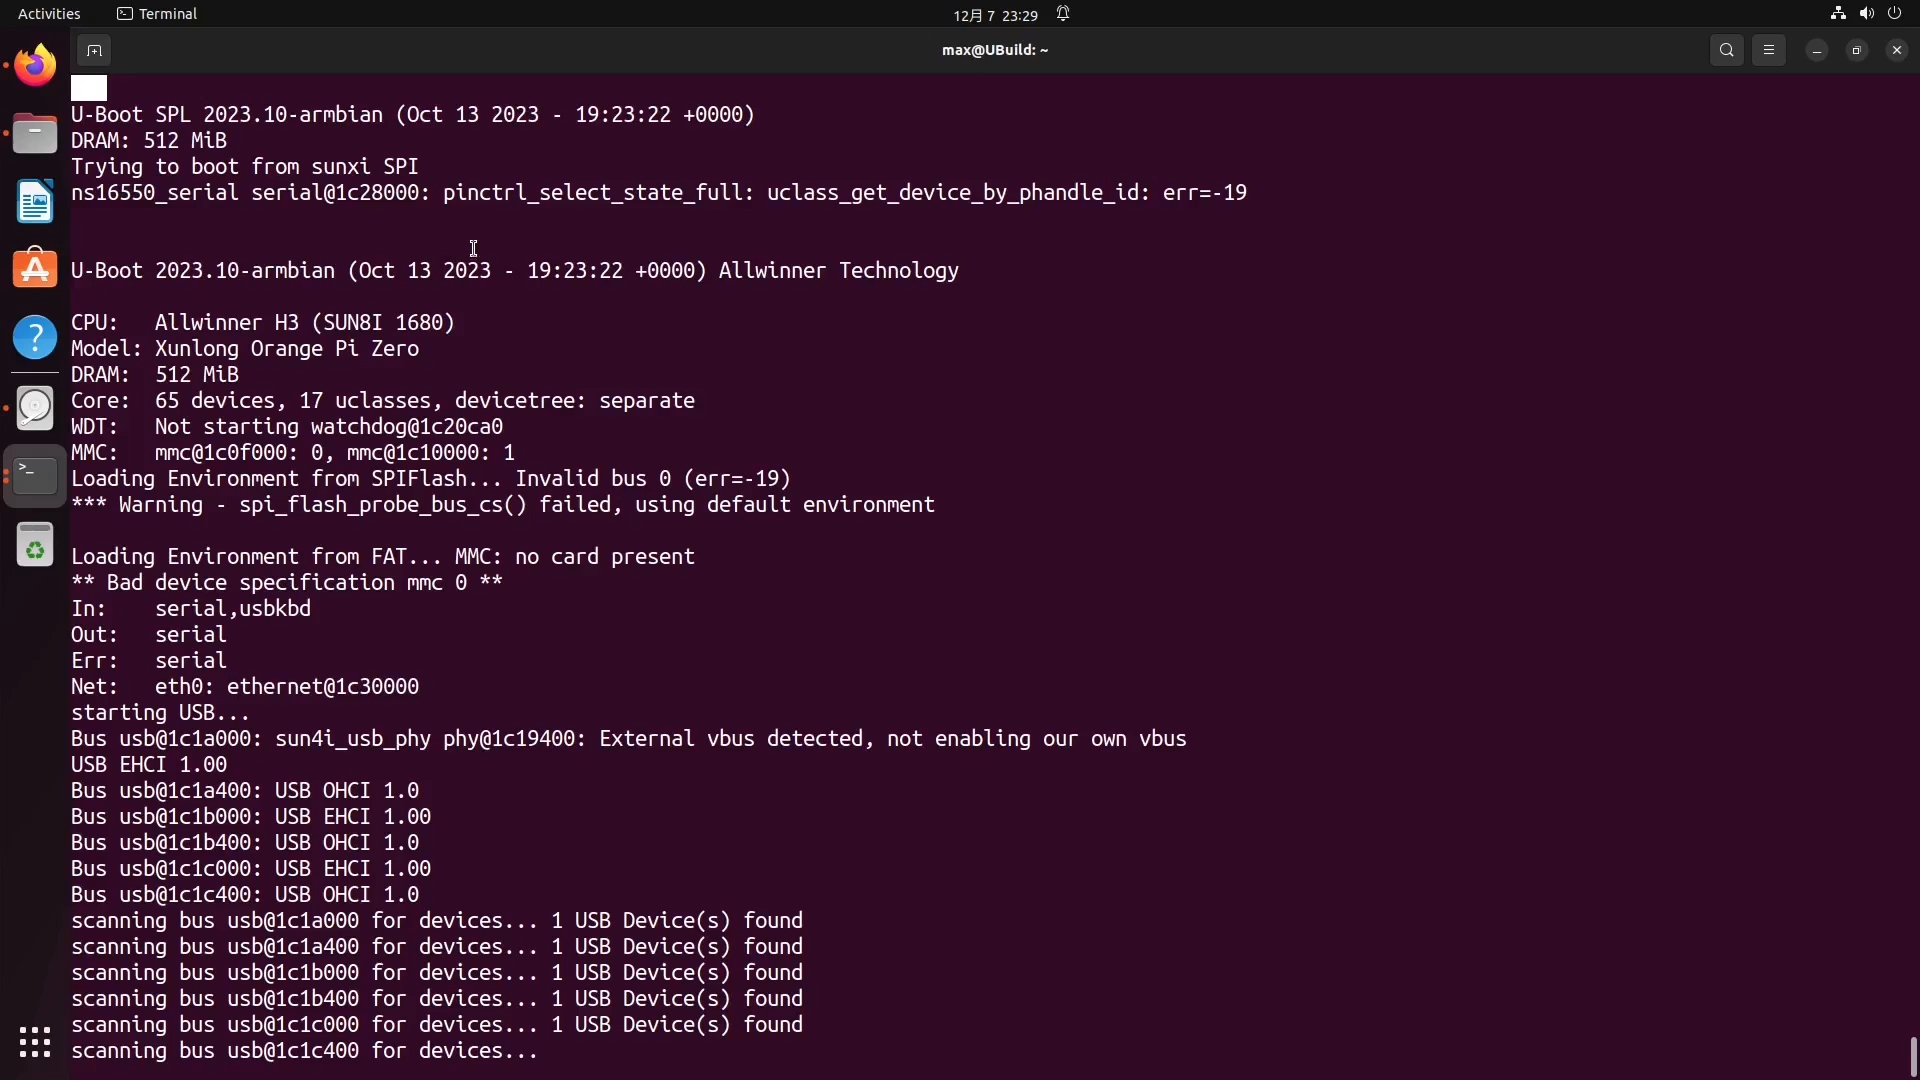 Activities
Terminal
12月 7 23:29
max@UBuild: ~
U-Boot SPL 2023.10-armbian (Oct 13 2023 - 19:23:22 +0000)
DRAM: 512 MiB
Trying to boot from sunxi SPI
ns16550_serial serial@1c28000: pinctrl_select_state_full: uclass_get_device_by_phandle_id: err=-19
U-Boot 2023.10-armbian (Oct 13 2023 - 19:23:22 +0000) Allwinner Technology
CPU:   Allwinner H3 (SUN8I 1680)
Model: Xunlong Orange Pi Zero
DRAM:  512 MiB
Core:  65 devices, 17 uclasses, devicetree: separate
WDT:   Not starting watchdog@1c20ca0
MMC:   mmc@1c0f000: 0, mmc@1c10000: 1
Loading Environment from SPIFlash... Invalid bus 0 (err=-19)
*** Warning - spi_flash_probe_bus_cs() failed, using default environment
Loading Environment from FAT... MMC: no card present
** Bad device specification mmc 0 **
In:    serial,usbkbd
Out:   serial
Err:   serial
Net:   eth0: ethernet@1c30000
starting USB...
Bus usb@1c1a000: sun4i_usb_phy phy@1c19400: External vbus detected, not enabling our own vbus
USB EHCI 1.00
Bus usb@1c1a400: USB OHCI 1.0
Bus usb@1c1b000: USB EHCI 1.00
Bus usb@1c1b400: USB OHCI 1.0
Bus usb@1c1c000: USB EHCI 1.00
Bus usb@1c1c400: USB OHCI 1.0
scanning bus usb@1c1a000 for devices... 1 USB Device(s) found
scanning bus usb@1c1a400 for devices... 1 USB Device(s) found
scanning bus usb@1c1b000 for devices... 1 USB Device(s) found
scanning bus usb@1c1b400 for devices... 1 USB Device(s) found
scanning bus usb@1c1c000 for devices... 1 USB Device(s) found
scanning bus usb@1c1c400 for devices...